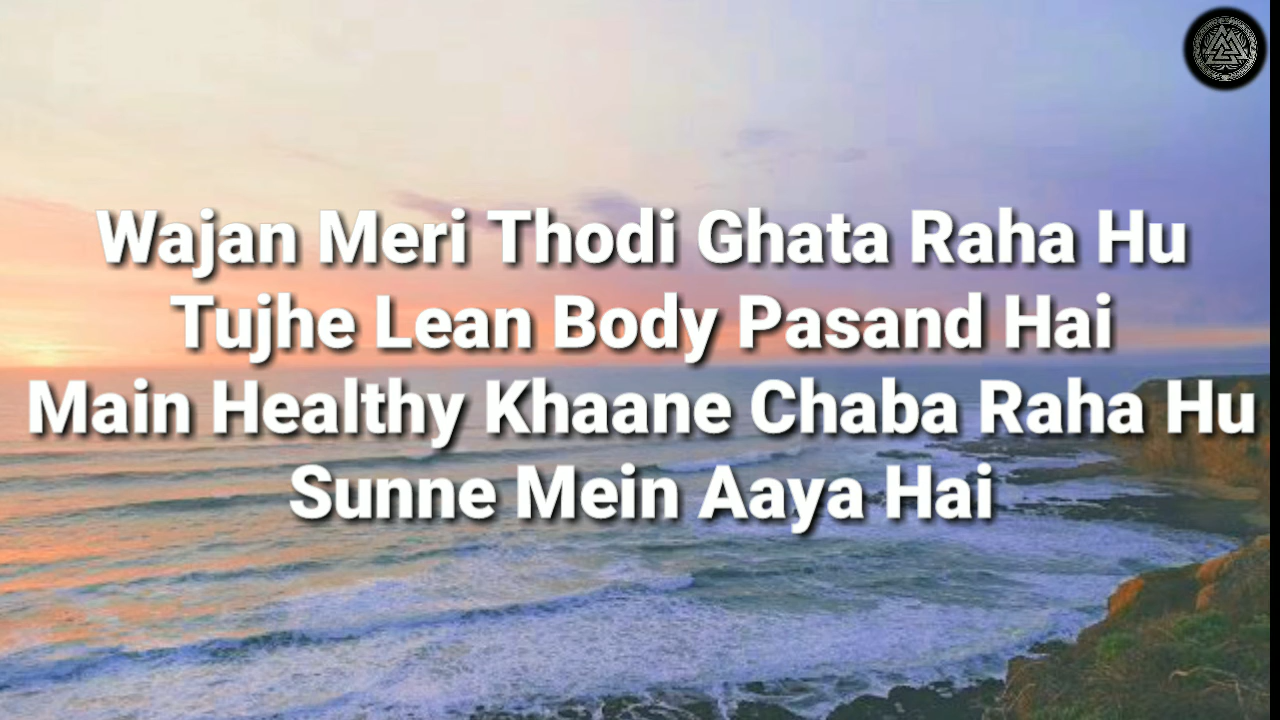 Wajan Meri Thodi Ghata Raha Hu
Tujhe Lean Body Pasand Hai
Main Healthy Khaane Chaba Raha Hu
Sunne Mein Aaya Hai